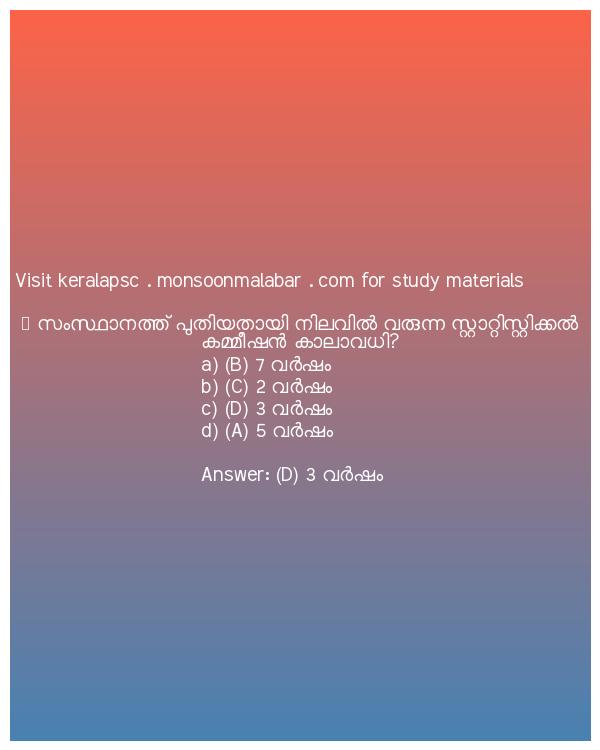 Visit keralapsc . monsoonmalabar . com for study materials
സംസ്ഥാനത്ത് പുതിയതായി നിലവിൽ വരുന്ന സ്റ്റാറ്റിസ്റ്റിക്കൽ
കമ്മീഷൻ കാലാവധി?
a) (B) 7 വർഷം
b) (C) 2 വർഷം
c) (D) 3 വർഷം
d) (A) 5 വർഷം
Answer: (D) 3 വർഷം